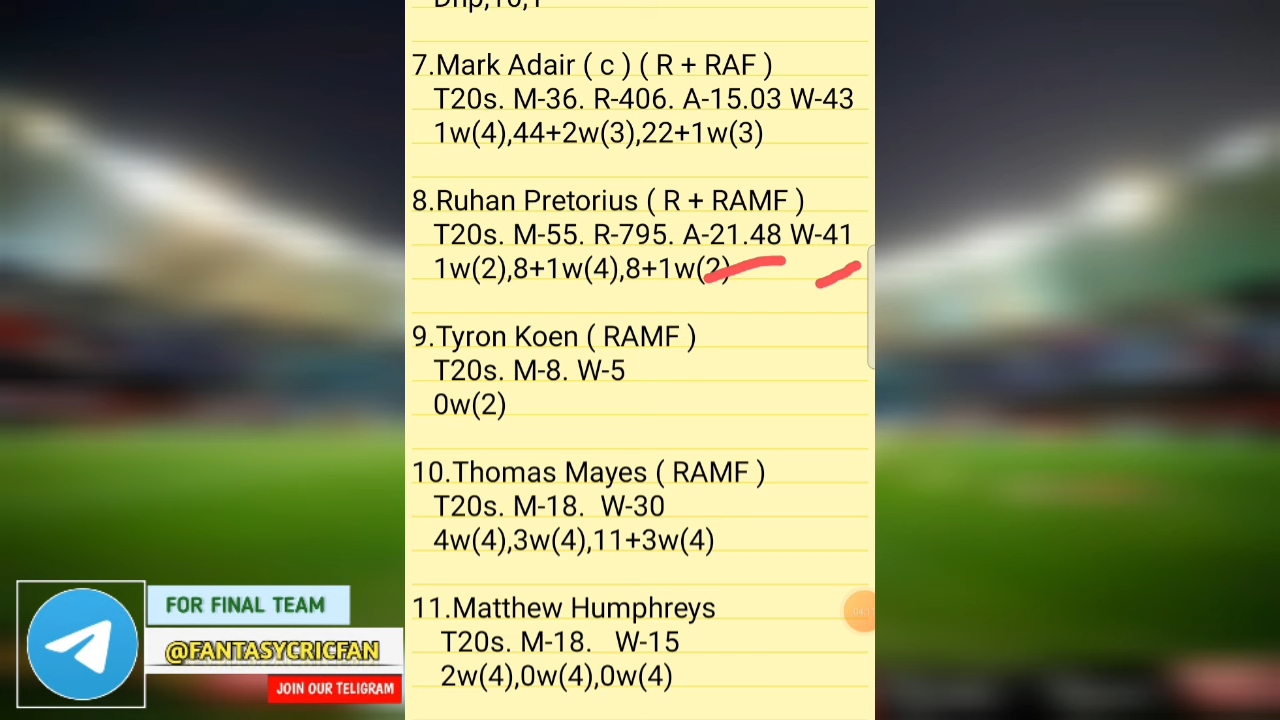 7.Mark Adair ( c ) ( R + RAF )
T20s. M-36. R-406. A-15.03 W-43
1w(4),44+2w(3),22+1w(3)
8.Ruhan Pretorius ( R + RAMF )
T20s. M-55. R-795. A-21.48 W-41
1w(2),8+1w(4),8+1w(2)
9.Tyron Koen ( RAMF )
T20s. M-8. W-5
0w(2)
10.Thomas Mayes ( RAMF )
T20s. M-18. W-30
4w(4),3w(4),11+3w(4)
11.Matthew Humphreys
T20s. M-18. W-15
2w(4),0w(4),0w(4)
FOR FINAL TEAM
@FANTASYCRICFAN
JOIN OUR TELIGRAM